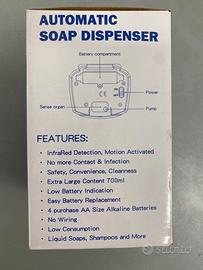 AUTOMATIC
SOAP DISPENSER
Battery compartment
Power
Sense organ
Pump
FEATURES:
• InfraRed Detection, Motion Activated
• No more Contact & Infection
• Safety, Convenience, Cleanness
• Extra Large Content 700ml
• Low Battery Indication
• Easy Battery Replacement
• 4 purchase AA Size Alkaline Batteries
• No Wiring
• Low Consumption
• Liquid Soaps, Shampoos and More
subito